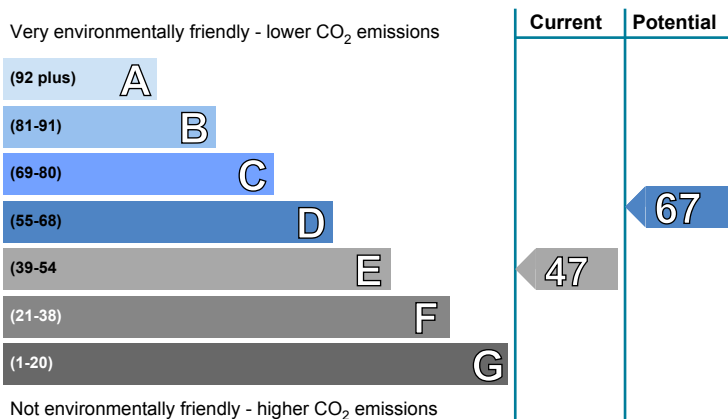 Current Potential
Very environmentally friendly - lower CO2 emissions
(92 plus) A
(81-91) B
(69-80) C
(55-68) D
67
(39-54 E
47
(21-38) F
(1-20) G
Not environmentally friendly - higher CO2 emissions